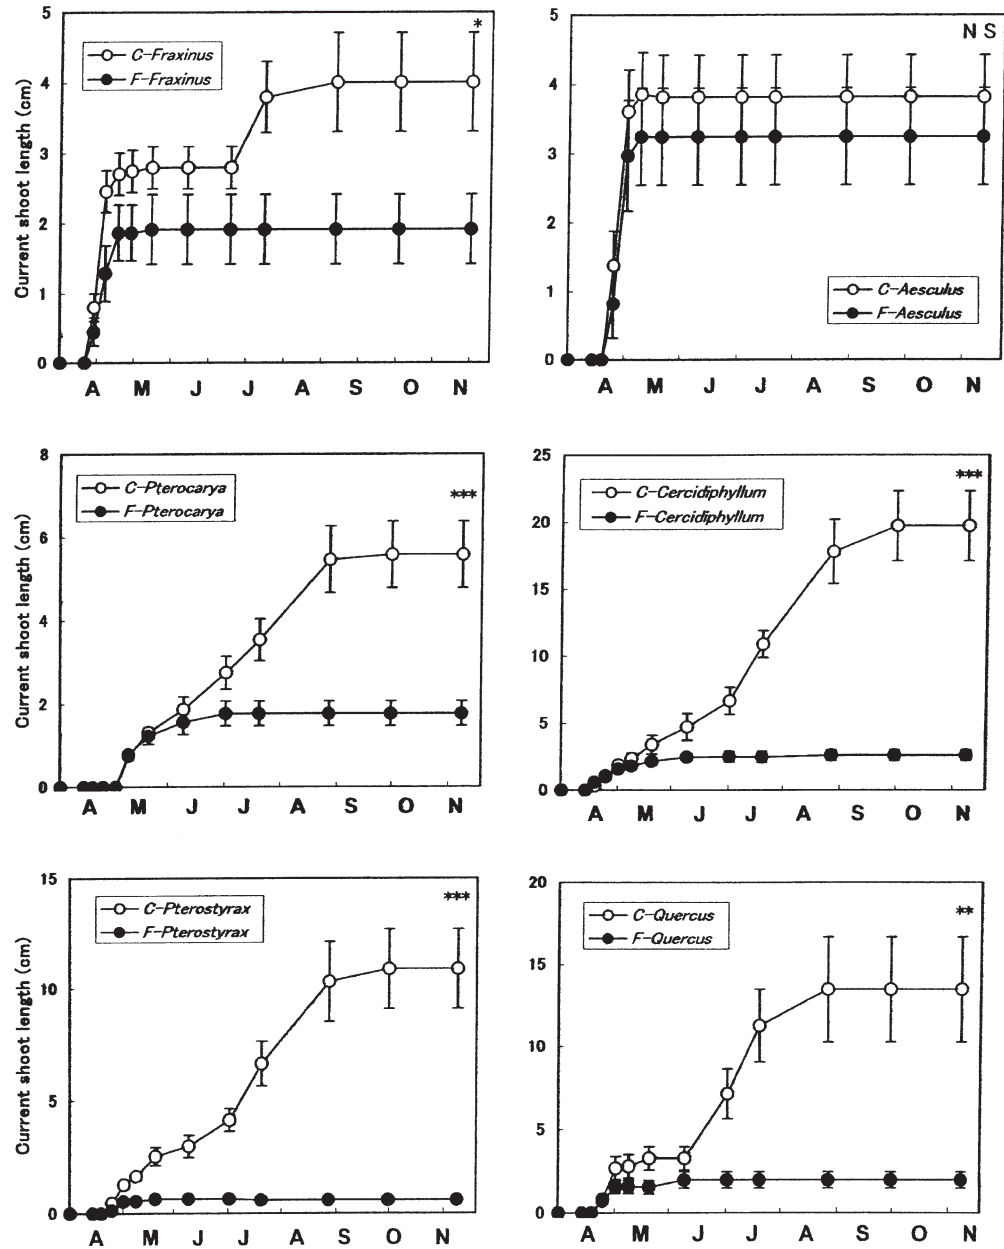 5
4
3
2
1
0
Current shoot length (cm)
C-Fraxinus
F-Fraxinus
*
A M J J A S O N
5
4
3
2
1
0
N S
C-Aesculus
F-Aesculus
A M J J A S O N
8
6
4
2
0
Current shoot length (cm)
C-Pterocarya
F-Pterocarya
***
A M J J A S O N
25
20
15
10
5
0
C-Cercidiphyllum
F-Cercidiphyllum
***
A M J J A S O N
15
10
5
0
Current shoot length (cm)
C-Pterostyrax
F-Pterostyrax
***
A M J J A S O N
20
15
10
5
0
C-Quercus
F-Quercus
**
A M J J A S O N